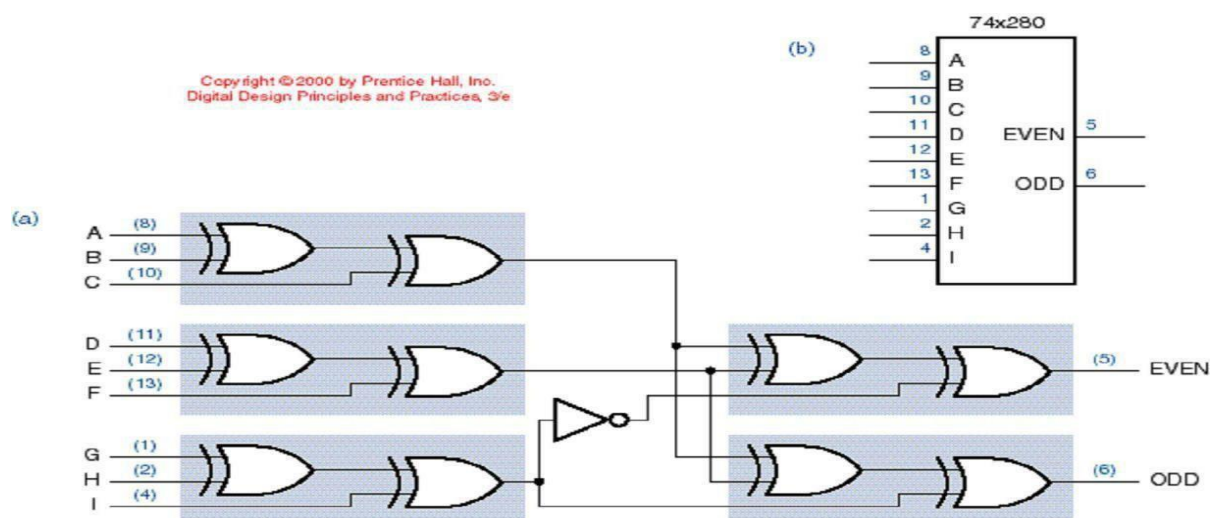 74x280
(b)
8 A
9 B
10 C
11 D
12 E
13 F
1 G
2 H
4 I
EVEN 5
ODD 6
Copyright © 2000 by Prentice Hall, Inc.
Digital Design Principles and Practices, 3/e
(a)
A (8)
B (9)
C (10)
D (11)
E (12)
F (13)
G (1)
H (2)
I (4)
(5) EVEN
(6) ODD